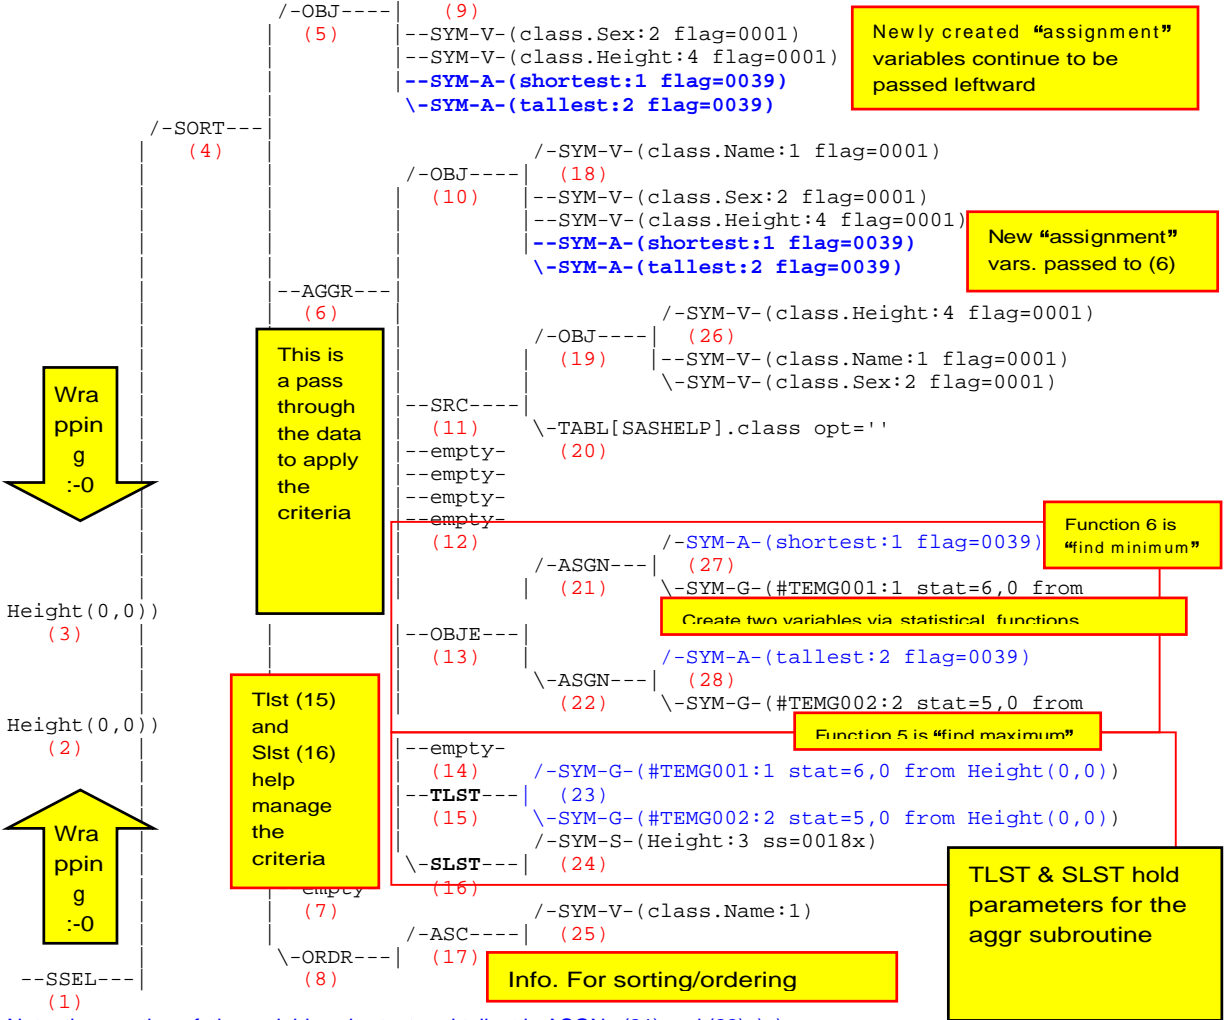 /-OBJ----| (9)
(5) |--SYM-V-(class.Sex:2 flag=0001)
|--SYM-V-(class.Height:4 flag=0001)
|--SYM-A-(shortest:1 flag=0039)
\-SYM-A-(tallest:2 flag=0039)
Newly created “assignment”
variables continue to be
passed leftward
/-SORT---|
(4)
/-SYM-V-(class.Name:1 flag=0001)
/-OBJ----| (18)
(10) |--SYM-V-(class.Sex:2 flag=0001)
|--SYM-V-(class.Height:4 flag=0001)
|--SYM-A-(shortest:1 flag=0039)
\-SYM-A-(tallest:2 flag=0039)
New “assignment”
vars. passed to (6)
--AGGR---|
(6)
/-SYM-V-(class.Height:4 flag=0001)
/-OBJ----| (26)
(19) |--SYM-V-(class.Name:1 flag=0001)
\-SYM-V-(class.Sex:2 flag=0001)
This is
a pass
through
the data
to apply
the
criteria
Wra
ppin
g
:-0
--SRC----|
(11) \-TABL[SASHELP].class opt=''
|--empty- (20)
|--empty-
|--empty-
|--empty-
(12) /-SYM-A-(shortest:1 flag=0039)
/-ASGN---| (27)
(21) \-SYM-G-(#TEMG001:1 stat=6,0 from
Function 6 is
“find minimum”
Height(0,0))
(3)
Create two variables via statistical functions
|--OBJE---|
(13) /-SYM-A-(tallest:2 flag=0039)
\-ASGN---| (28)
(22) \-SYM-G-(#TEMG002:2 stat=5,0 from
Height(0,0))
(2)
Function 5 is “find maximum”
Tlst (15)
and
Slst (16)
help
manage
the
criteria
|--empty-
(14) /-SYM-G-(#TEMG001:1 stat=6,0 from Height(0,0))
--TLST---| (23)
(15) \-SYM-G-(#TEMG002:2 stat=5,0 from Height(0,0))
/-SYM-S-(Height:3 ss=0018x)
\-SLST---| (24)
(16)
Wra
ppin
g
:-0
TLST & SLST hold
parameters for the
aggr subroutine
empty
(7) /-SYM-V-(class.Name:1)
/-ASC----| (25)
\-ORDR---| (17)
(8)
Info. For sorting/ordering
--SSEL---|
(1)